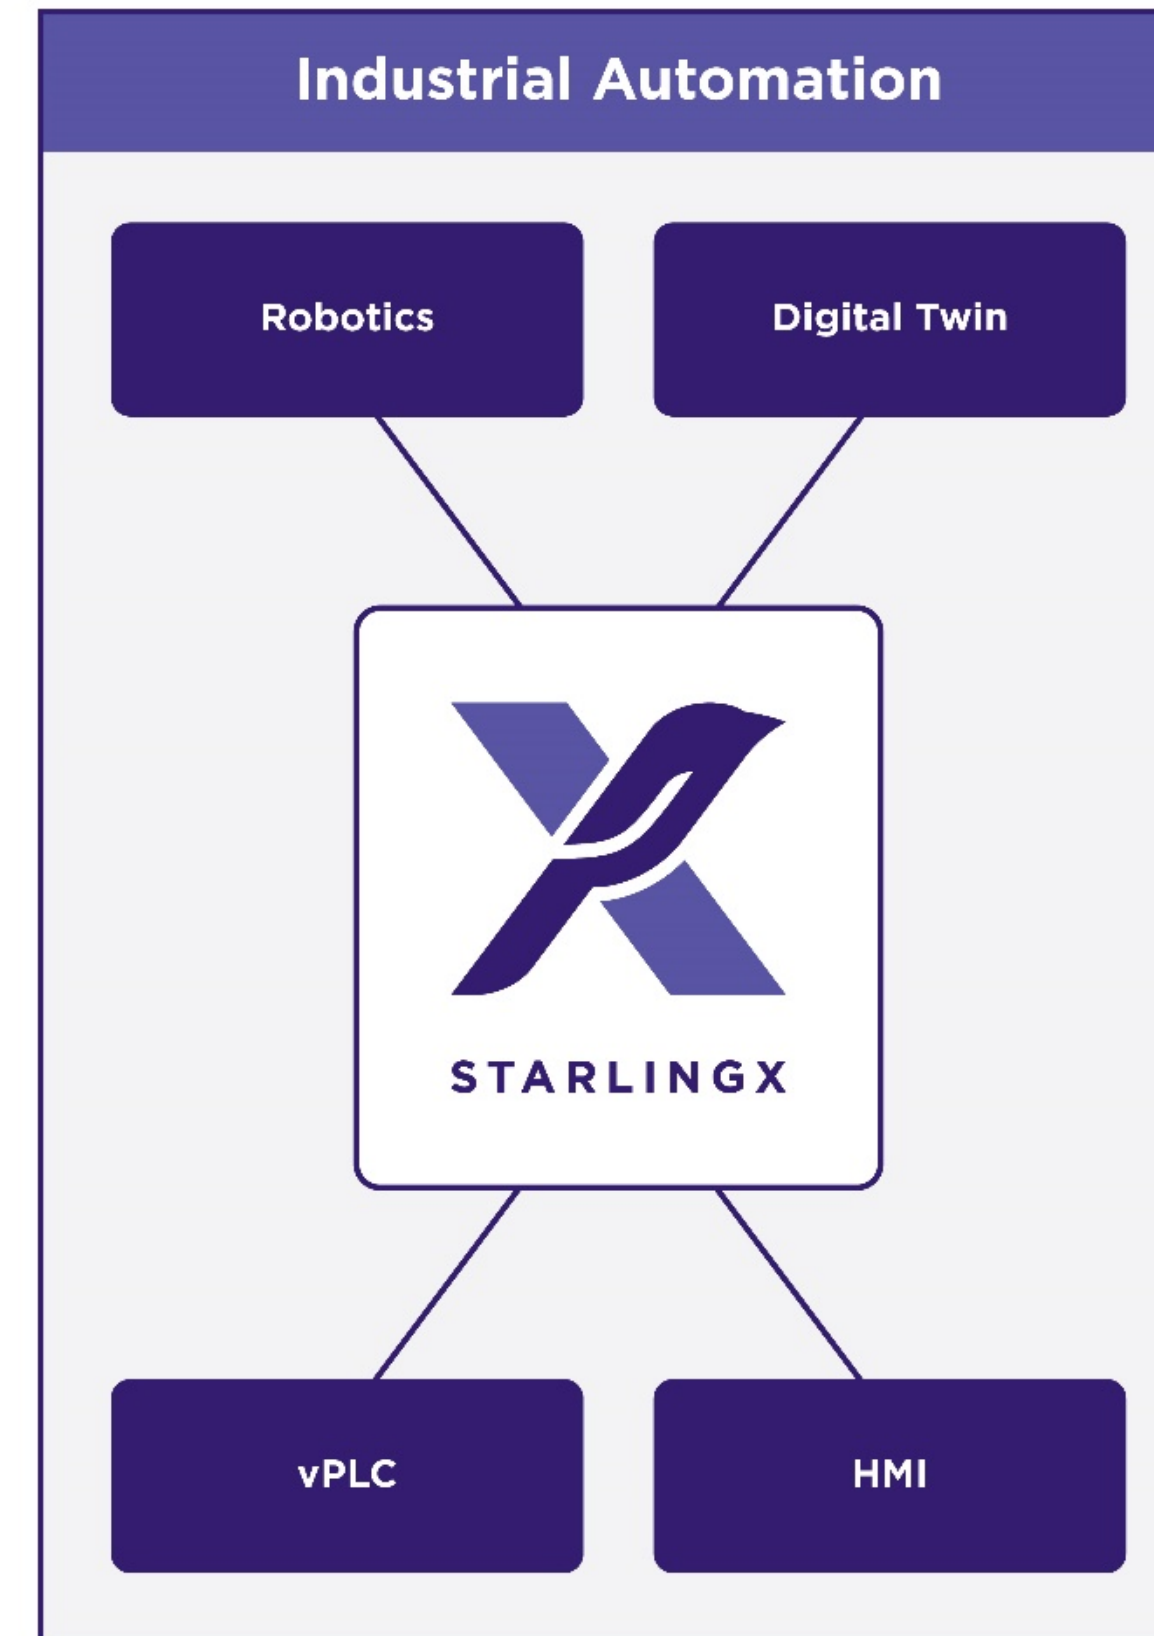 Industrial Automation
Robotics
Digital Twin
STARLINGX
vPLC
HMI